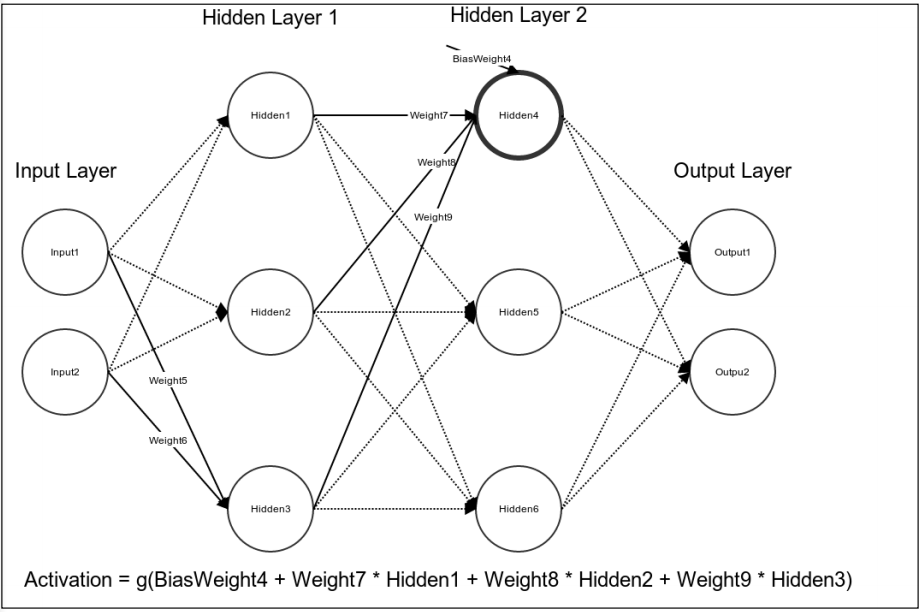 Hidden Layer 1
Hidden Layer 2
BiasWeight4
Hidden1
Weight7
Hidden4
Weight8
Input Layer
Output Layer
Weight9
Input1
Output1
Hidden2
Hidden5
Input2
Outpu2
Weight5
Weight6
Hidden3
Hidden6
Activation = g(BiasWeight4 + Weight7 * Hidden1 + Weight8 * Hidden2 + Weight9 * Hidden3)